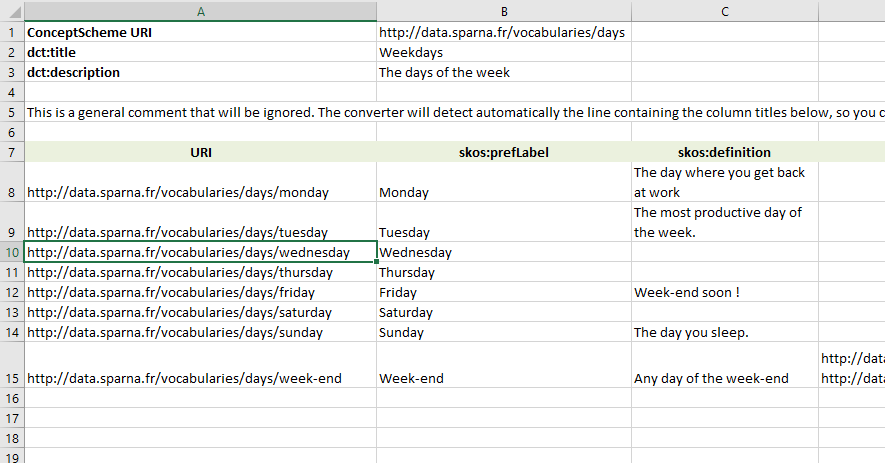 A B C
1 ConceptScheme URI http://data.sparna.fr/vocabularies/days
2 dct:title Weekdays
3 dct:description The days of the week
4
5 This is a general comment that will be ignored. The converter will detect automatically the line containing the column titles below, so you c
6
7 URI skos:prefLabel skos:definition
The day where you get back
8 http://data.sparna.fr/vocabularies/days/monday Monday at work
The most productive day of
9 http://data.sparna.fr/vocabularies/days/tuesday Tuesday the week.
10 http://data.sparna.fr/vocabularies/days/wednesday Wednesday
11 http://data.sparna.fr/vocabularies/days/thursday Thursday
12 http://data.sparna.fr/vocabularies/days/friday Friday Week-end soon !
13 http://data.sparna.fr/vocabularies/days/saturday Saturday
14 http://data.sparna.fr/vocabularies/days/sunday Sunday The day you sleep.
http://data
15 http://data.sparna.fr/vocabularies/days/week-end Week-end Any day of the week-end http://data
16
17
18
19